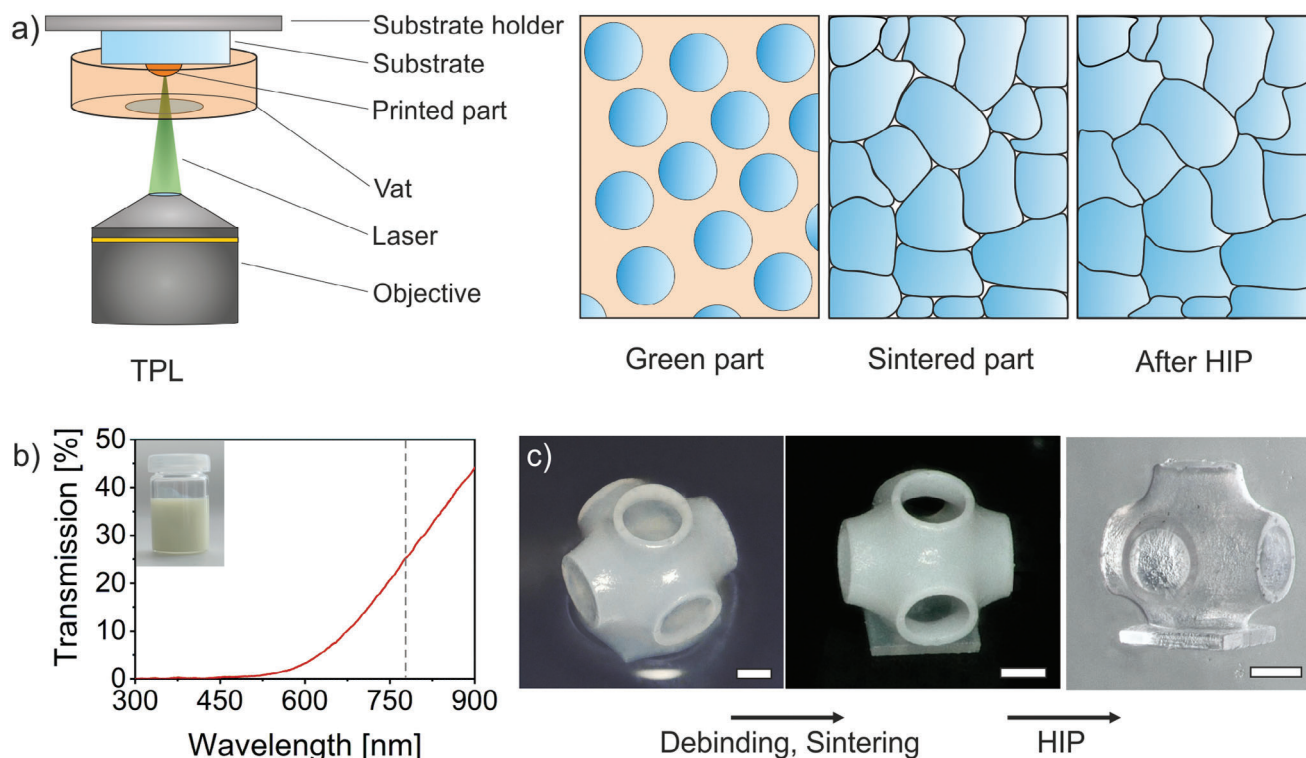 a)
Substrate holder
Substrate
Printed part
Vat
Laser
Objective
TPL
Green part
Sintered part
After HIP
b)
Transmission [%]
50
40
30
20
10
0
300
450
600
750
900
Wavelength [nm]
c)
Debinding, Sintering
HIP